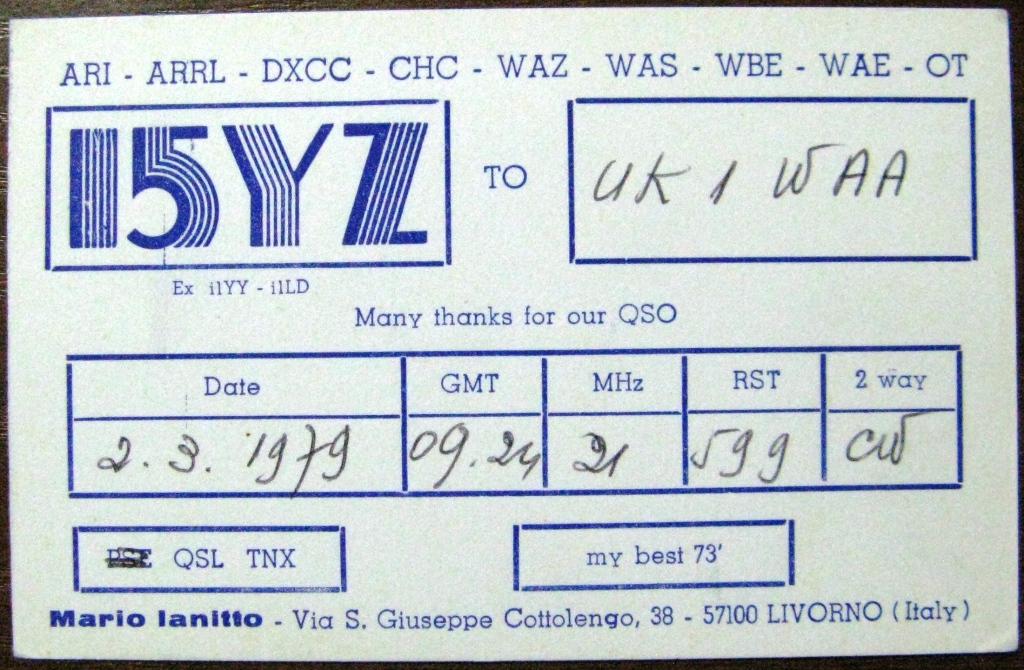 ARI - ARRL - DXCC - CHC - WAZ - WAS - WBE - WAE - OT
I5YZ TO UK1WAA
Ex i1YY - i1LD
Many thanks for our QSO
Date GMT MHz RST 2 way
2.3.1979 09.24 21 599 CW
PSE QSL TNX my best 73'
Mario Ianitto - Via S. Giuseppe Cottolengo, 38 - 57100 LIVORNO (Italy)